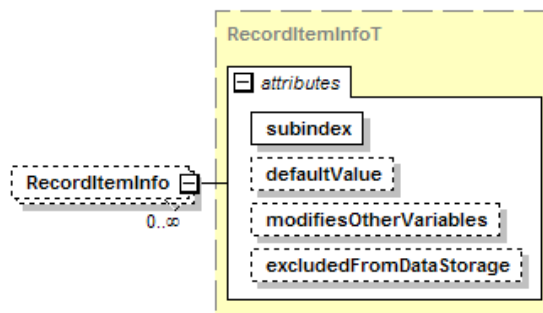 RecordItemInfoT
attributes
subindex
defaultValue
RecordItemInfo
modifiesOtherVariables
0..∞
excludedFromDataStorage